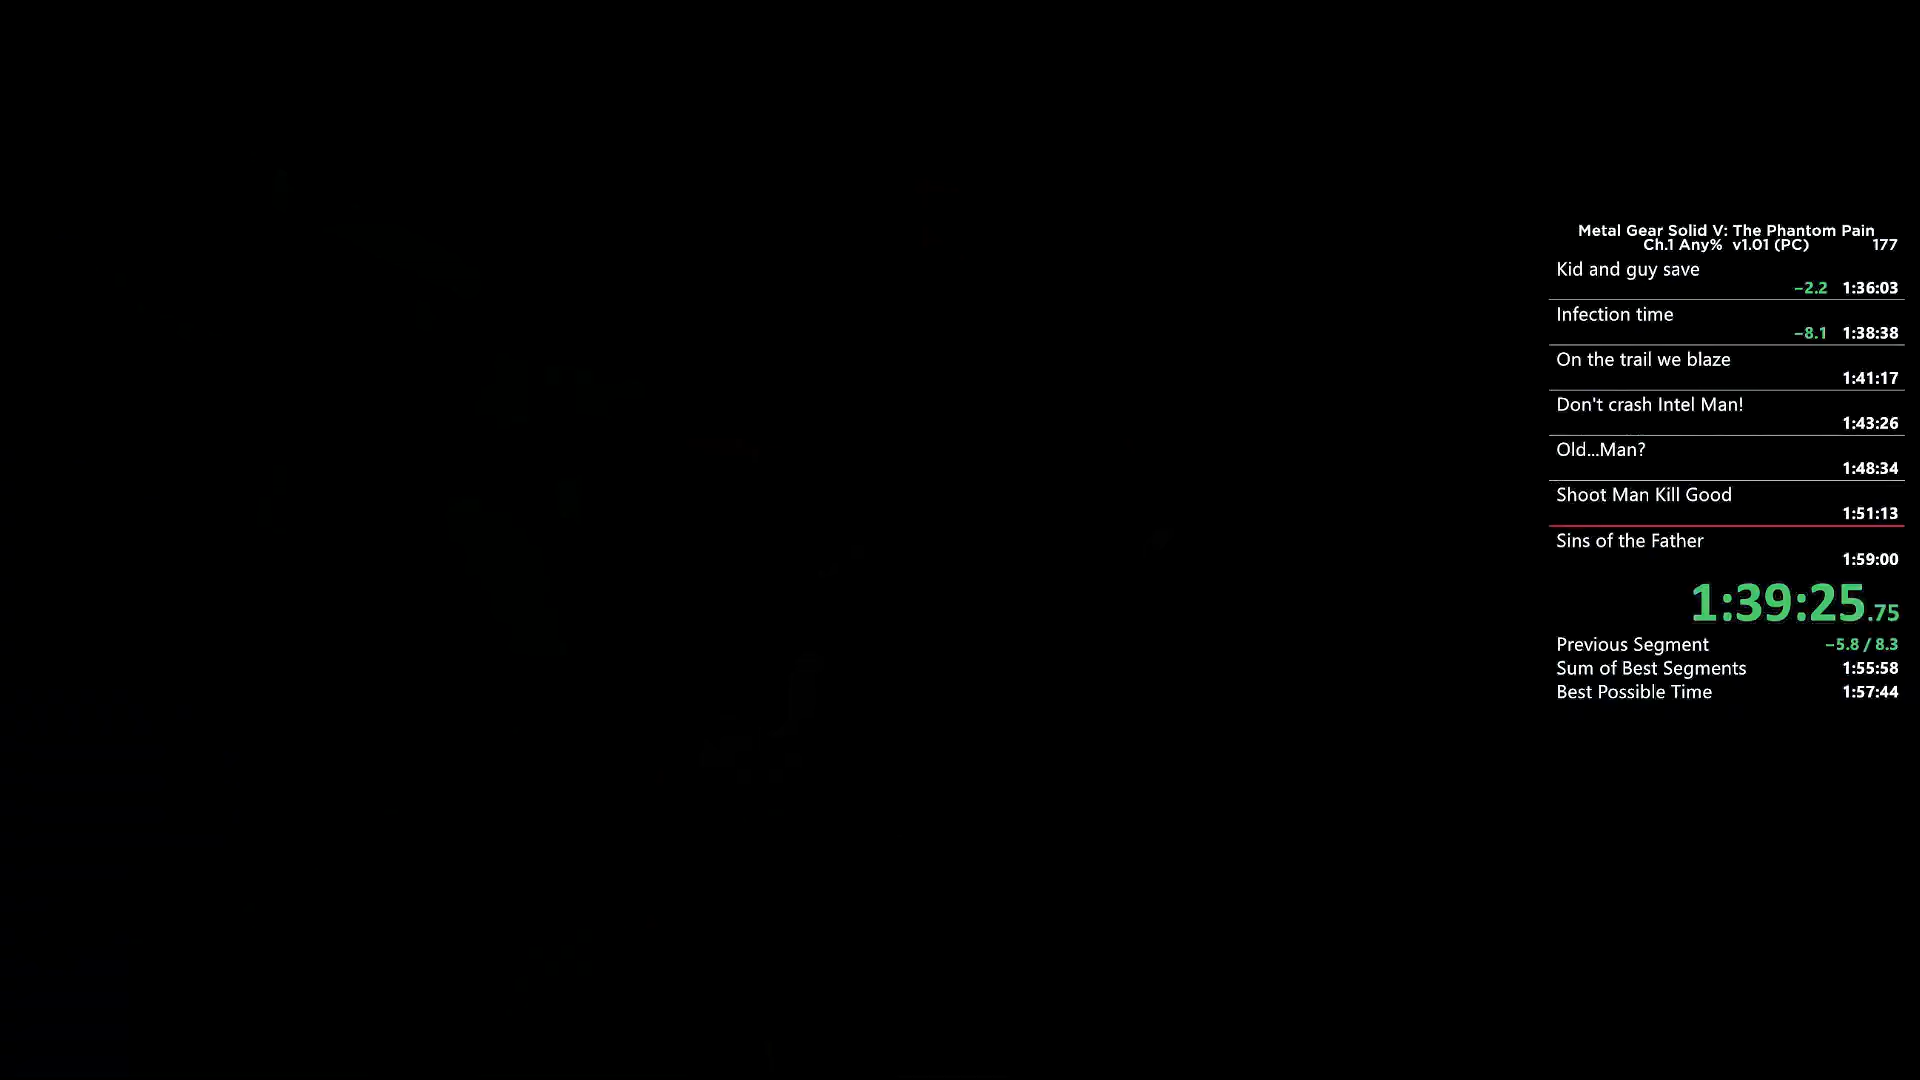 Metal Gear Solid V: The Phantom Pain
Ch.1 Any% v1.01 (PC) 177
Kid and guy save
−2.2 1:36:03
Infection time
−8.1 1:38:38
On the trail we blaze
1:41:17
Don't crash Intel Man!
1:43:26
Old...Man?
1:48:34
Shoot Man Kill Good
1:51:13
Sins of the Father
1:59:00
1:39:25.75
Previous Segment −5.8 / 8.3
Sum of Best Segments 1:55:58
Best Possible Time 1:57:44